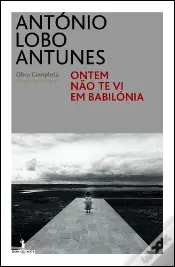 ANTÓNIO
LOBO
ANTUNES
Obra Completa
ONTEM
NÃO TE VI
EM BABILÓNIA